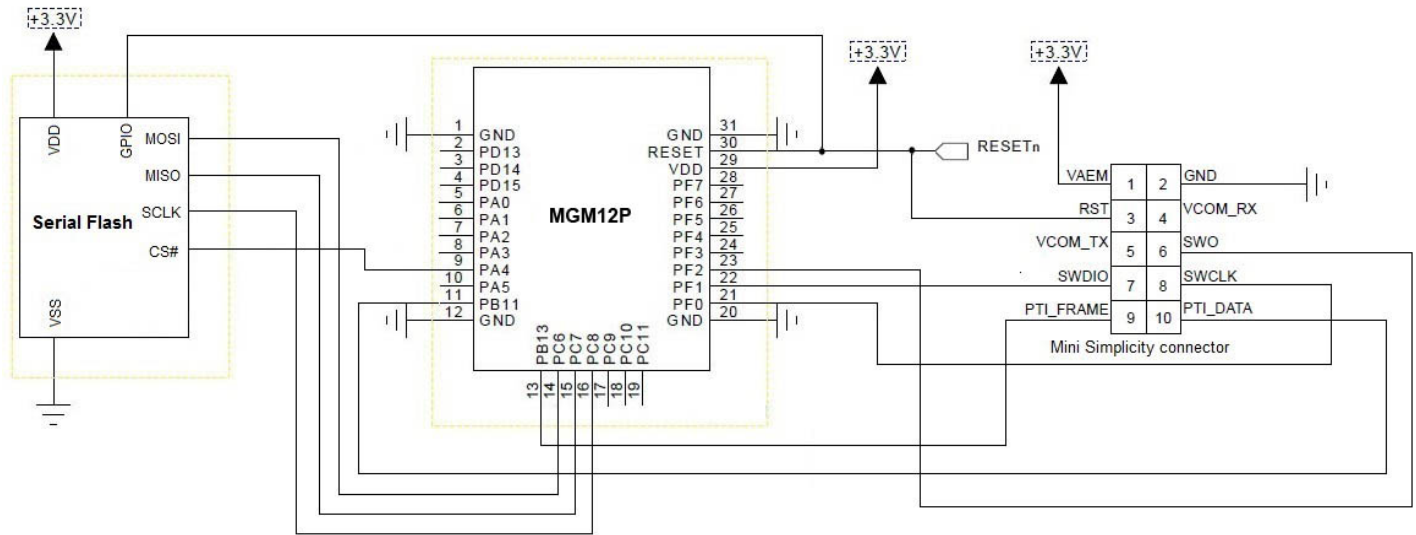 +3.3V
+3.3V
+3.3V
VDD
GPIO
MOSI
MISO
SCLK
CS#
VSS
Serial Flash
MGM12P
1 GND
2 PD13
3 PD14
4 PD15
5 PA0
6 PA1
7 PA2
8 PA3
9 PA4
10 PA5
11 PB11
12 GND
13 PB13
14 PC6
15 PC7
16 PC8
17 PC9
18 PC10
19 PC11
GND 31
RESET 30
VDD 29
PF7 28
PF6 27
PF5 26
PF4 25
PF3 24
PF2 23
PF1 22
PF0 21
GND 20
RESETn
VAEM 1 2 GND
RST 3 4 VCOM_RX
VCOM_TX 5 6 SWO
SWDIO 7 8 SWCLK
PTI_FRAME 9 10 PTI_DATA
Mini Simplicity connector